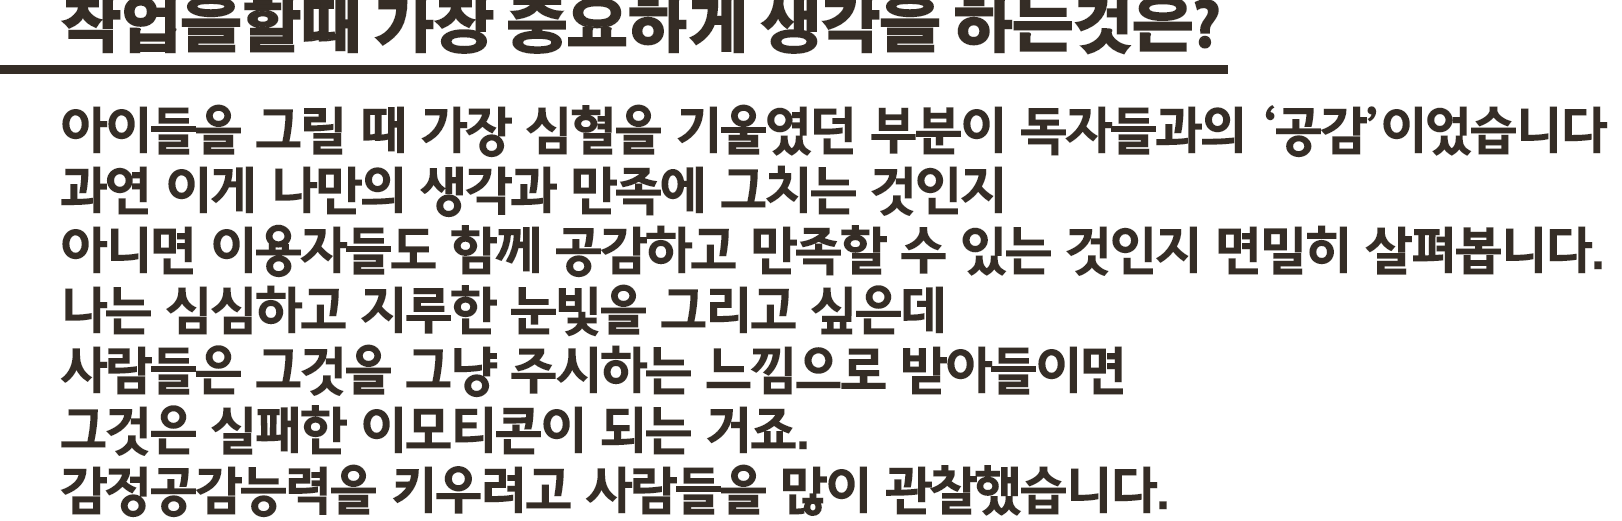 작업을할때 가장 중요하게 생각을 하는것은?
아이들을 그릴 때 가장 심혈을 기울였던 부분이 독자들과의 ‘공감’이었습니다
과연 이게 나만의 생각과 만족에 그치는 것인지
아니면 이용자들도 함께 공감하고 만족할 수 있는 것인지 면밀히 살펴봅니다.
나는 심심하고 지루한 눈빛을 그리고 싶은데
사람들은 그것을 그냥 주시하는 느낌으로 받아들이면
그것은 실패한 이모티콘이 되는 거죠.
감정공감능력을 키우려고 사람들을 많이 관찰했습니다.